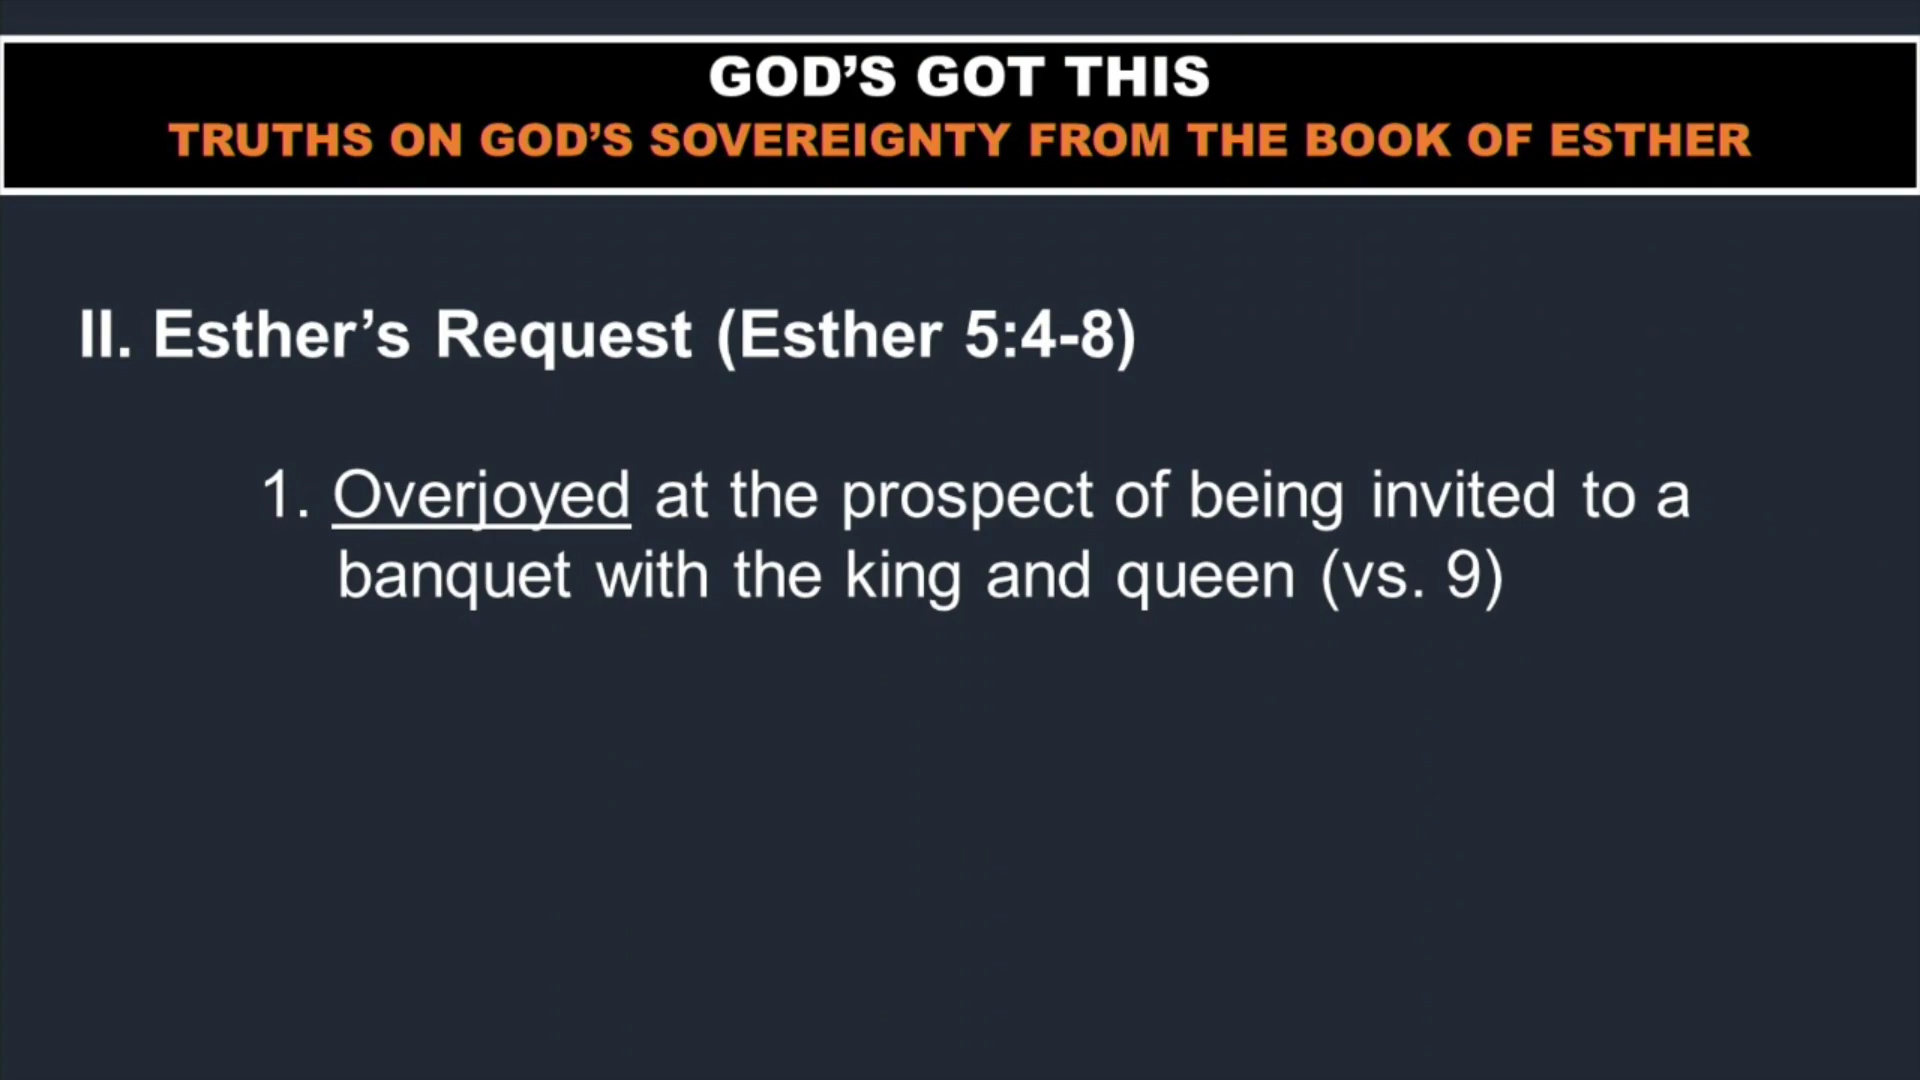 GOD’S GOT THIS
TRUTHS ON GOD’S SOVEREIGNTY FROM THE BOOK OF ESTHER
II. Esther’s Request (Esther 5:4-8)
1. Overjoyed at the prospect of being invited to a
banquet with the king and queen (vs. 9)